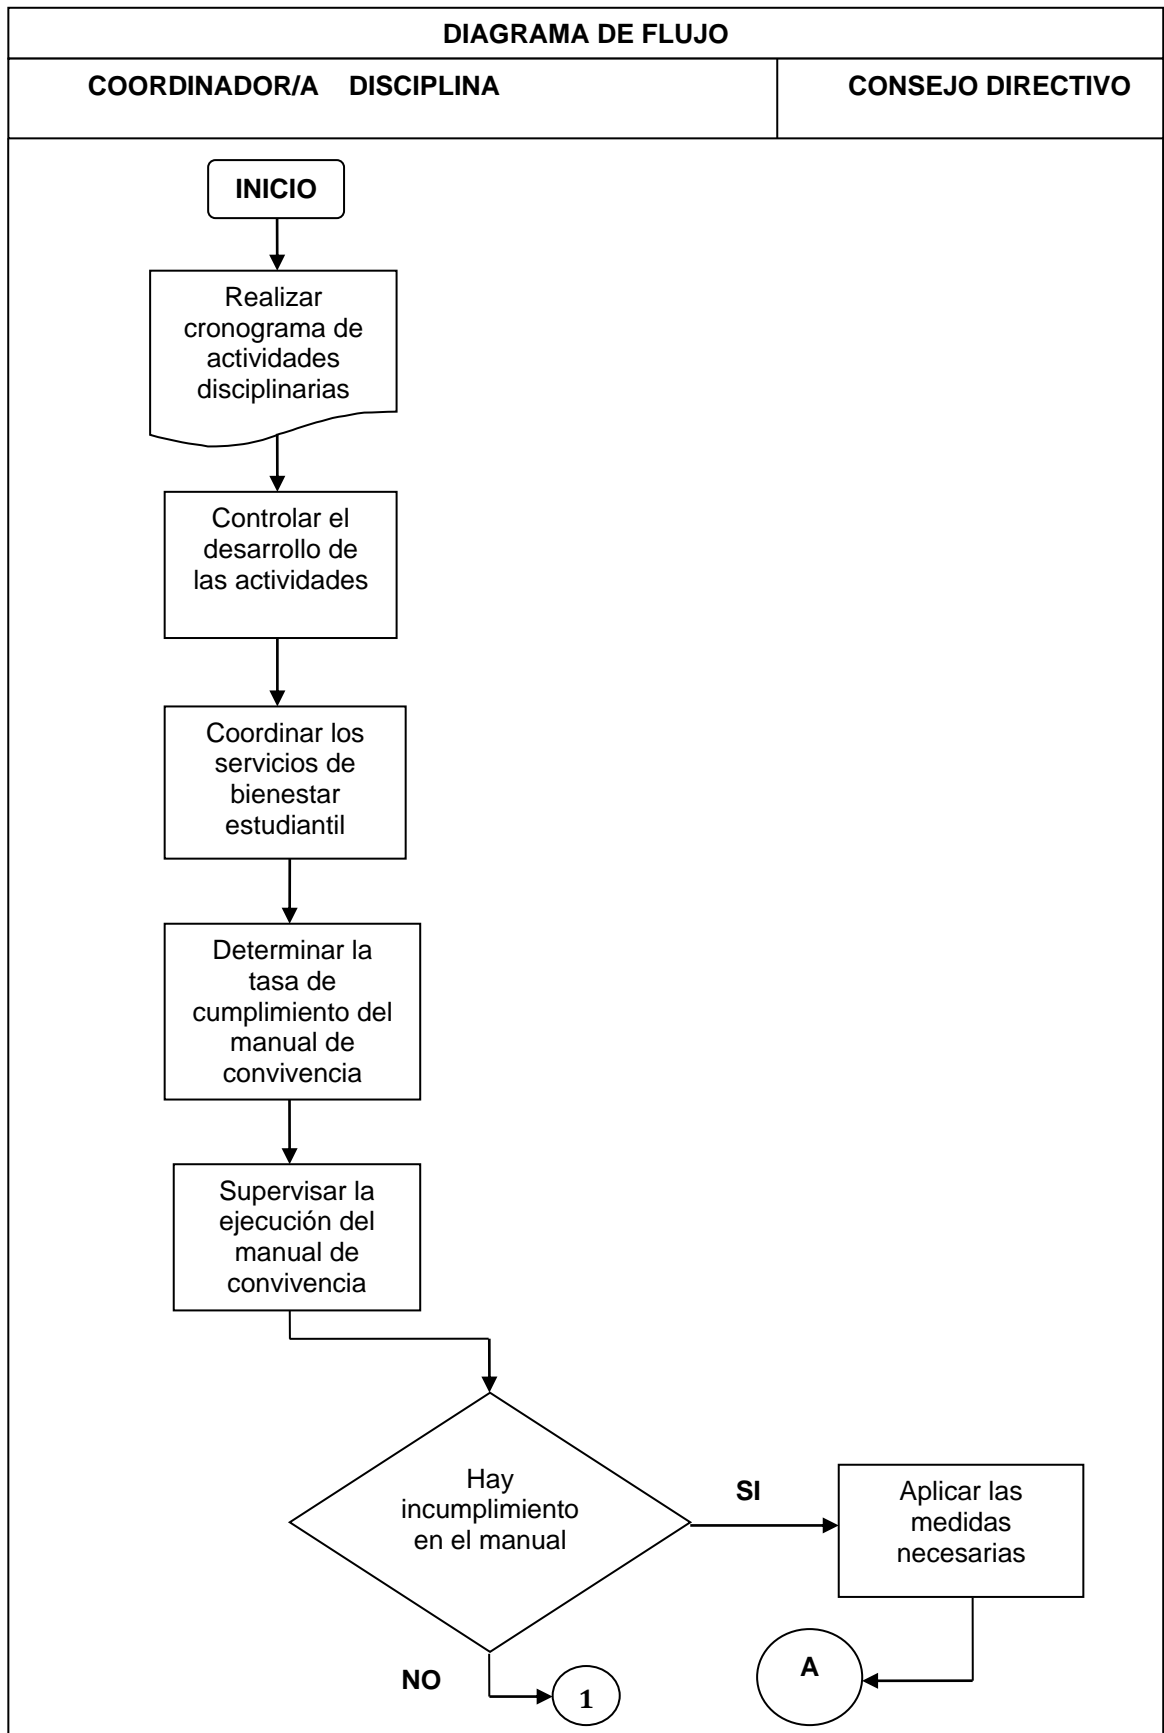 DIAGRAMA DE FLUJO
COORDINADOR/A DISCIPLINA
CONSEJO DIRECTIVO
INICIO
Realizar
cronograma de
actividades
disciplinarias
Controlar el
desarrollo de
las actividades
Coordinar los
servicios de
bienestar
estudiantil
Determinar la
tasa de
cumplimiento del
manual de
convivencia
Supervisar la
ejecución del
manual de
convivencia
Hay
incumplimiento
en el manual
SI
Aplicar las
medidas
necesarias
NO
1
A